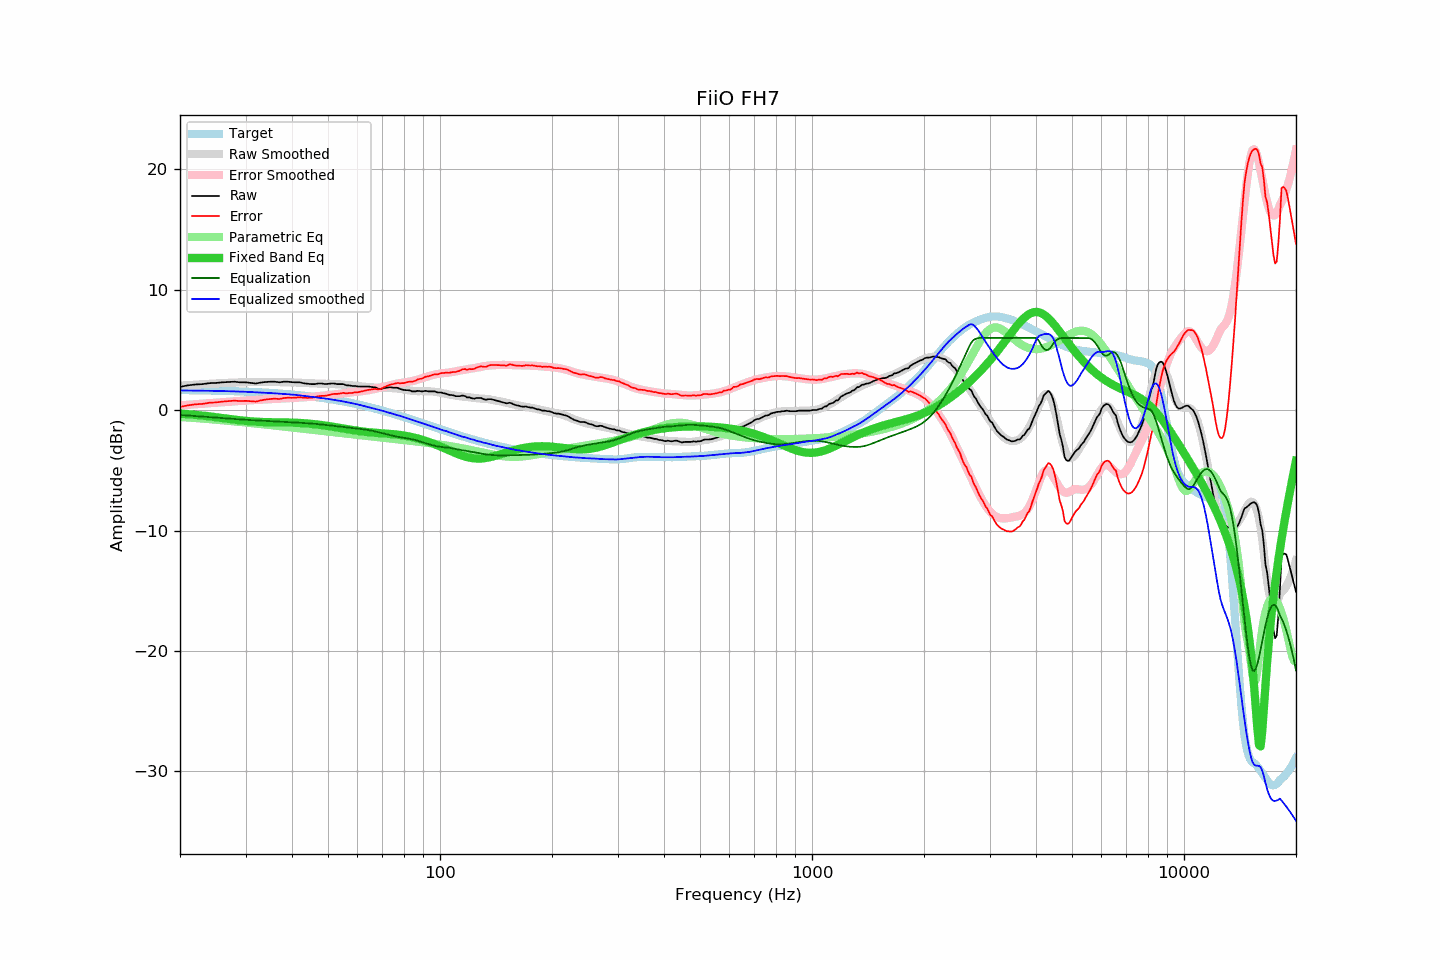 FiiO FH7
Target
Raw Smoothed
Error Smoothed
Raw
Error
Parametric Eq
Fixed Band Eq
Equalization
Equalized smoothed
20
10
0
−10
−20
−30
Amplitude (dBr)
100
1000
10000
Frequency (Hz)